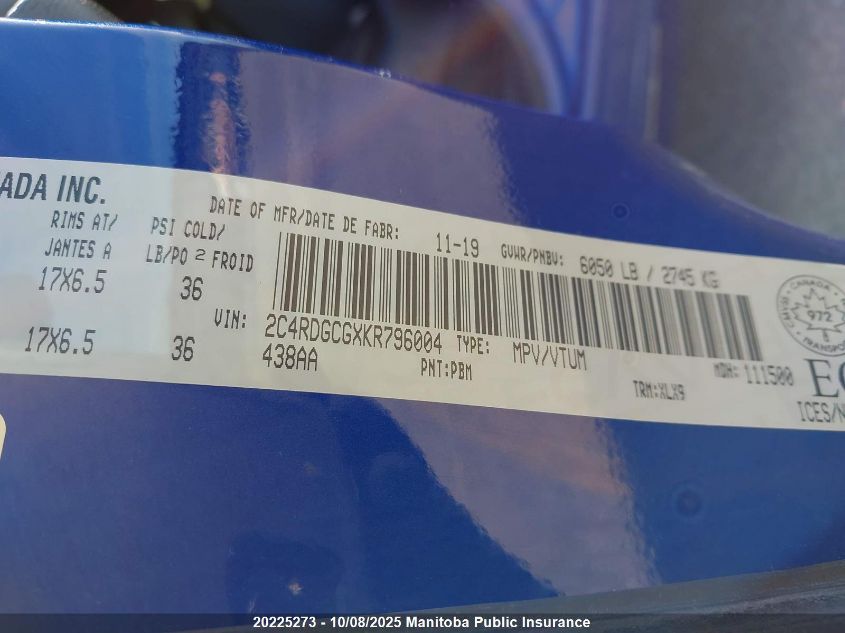 ADA INC.
DATE OF MFR/DATE DE FABR: 11-19 GVWR/PNBV: 6050 LB / 2745 KG
RIMS AT/ PSI COLD/
JANTES A LB/PO 2 FROID
17X6.5 36
VIN: 2C4RDGCGXKR796004 TYPE: MPV/VTUM MDH: 111500
17X6.5 36 438AA PNT:PBM TRM:XLX9
CANADA
972
TRANSPO
ICES/N
20225273 - 10/08/2025 Manitoba Public Insurance